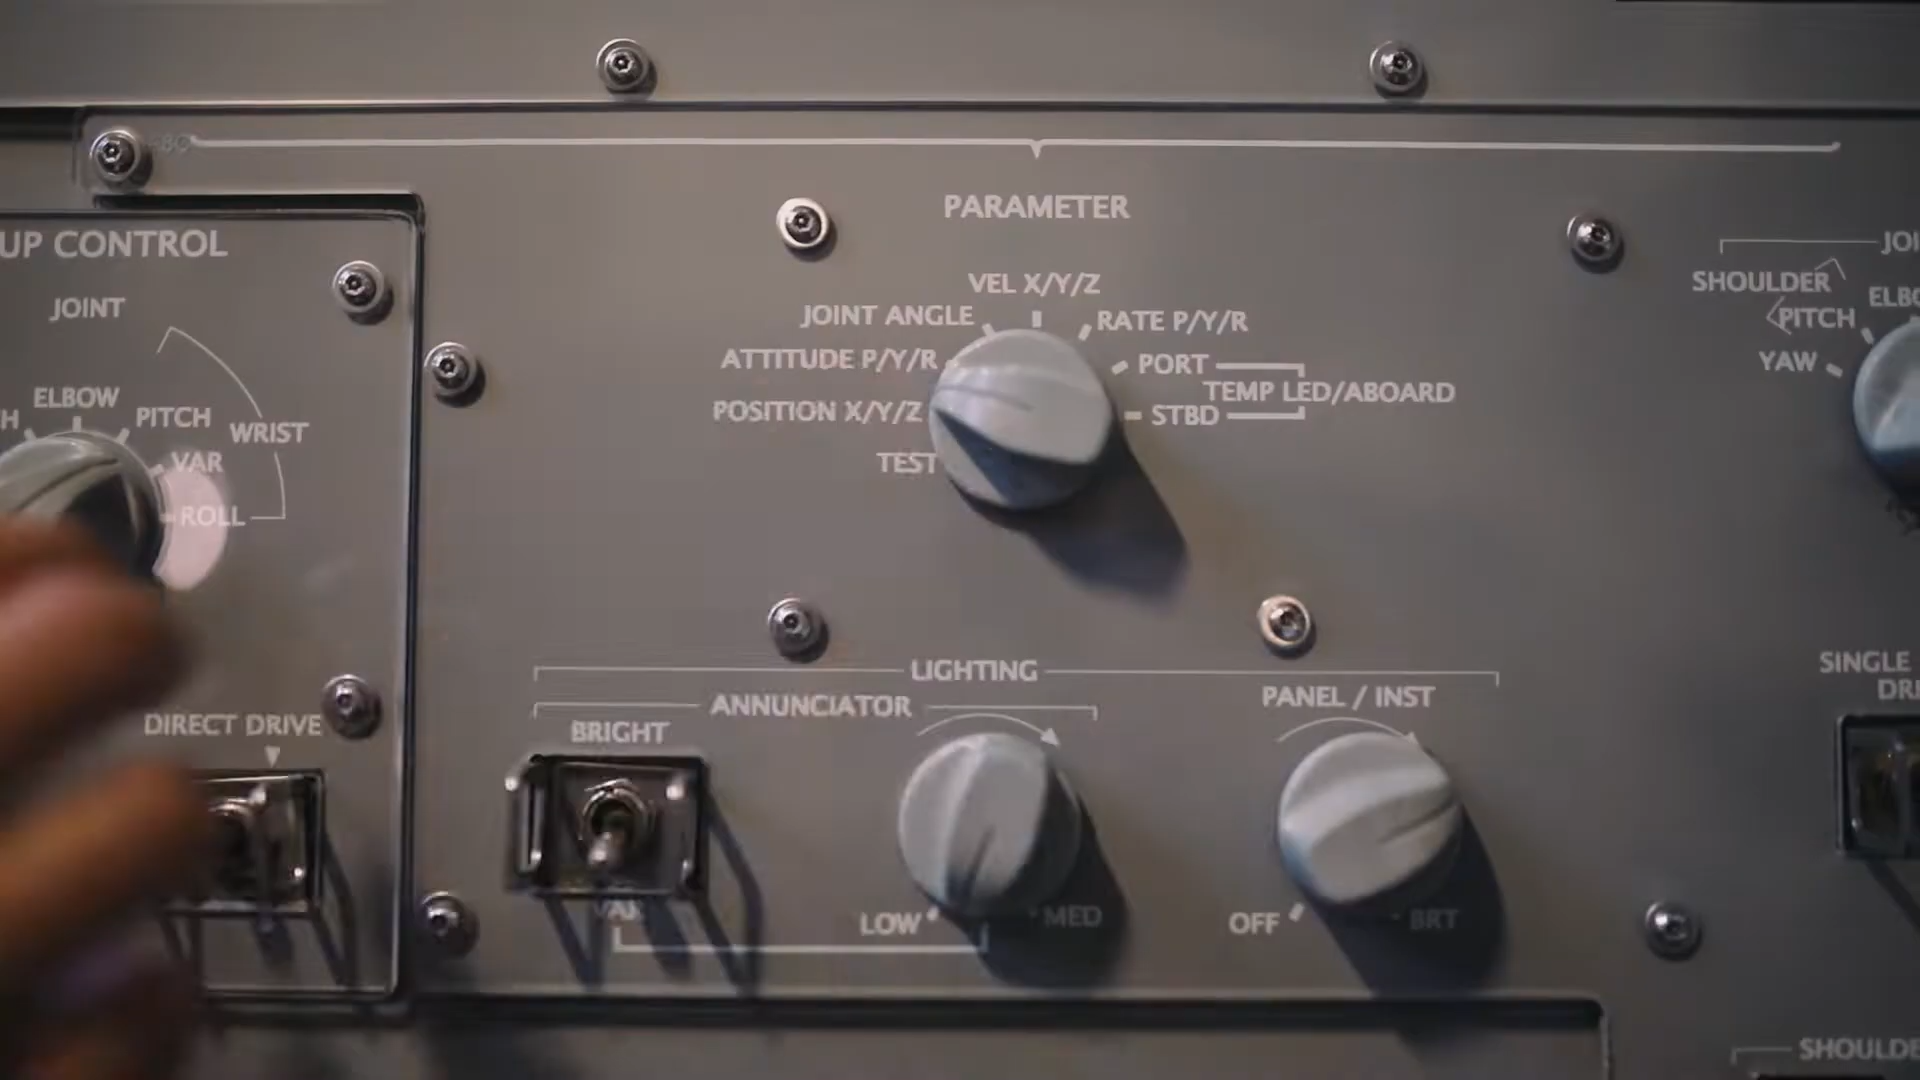 PARAMETER
UP CONTROL
JOINT
ELBOW
PITCH
WRIST
VAR
ROLL
DIRECT DRIVE
VEL X/Y/Z
JOINT ANGLE
RATE P/Y/R
ATTITUDE P/Y/R
PORT
TEMP LED/ABOARD
POSITION X/Y/Z
STBD
TEST
LIGHTING
ANNUNCIATOR
PANEL / INST
BRIGHT
VAR
LOW
MED
OFF
BRT
SHOULDER
PITCH
YAW
SINGLE